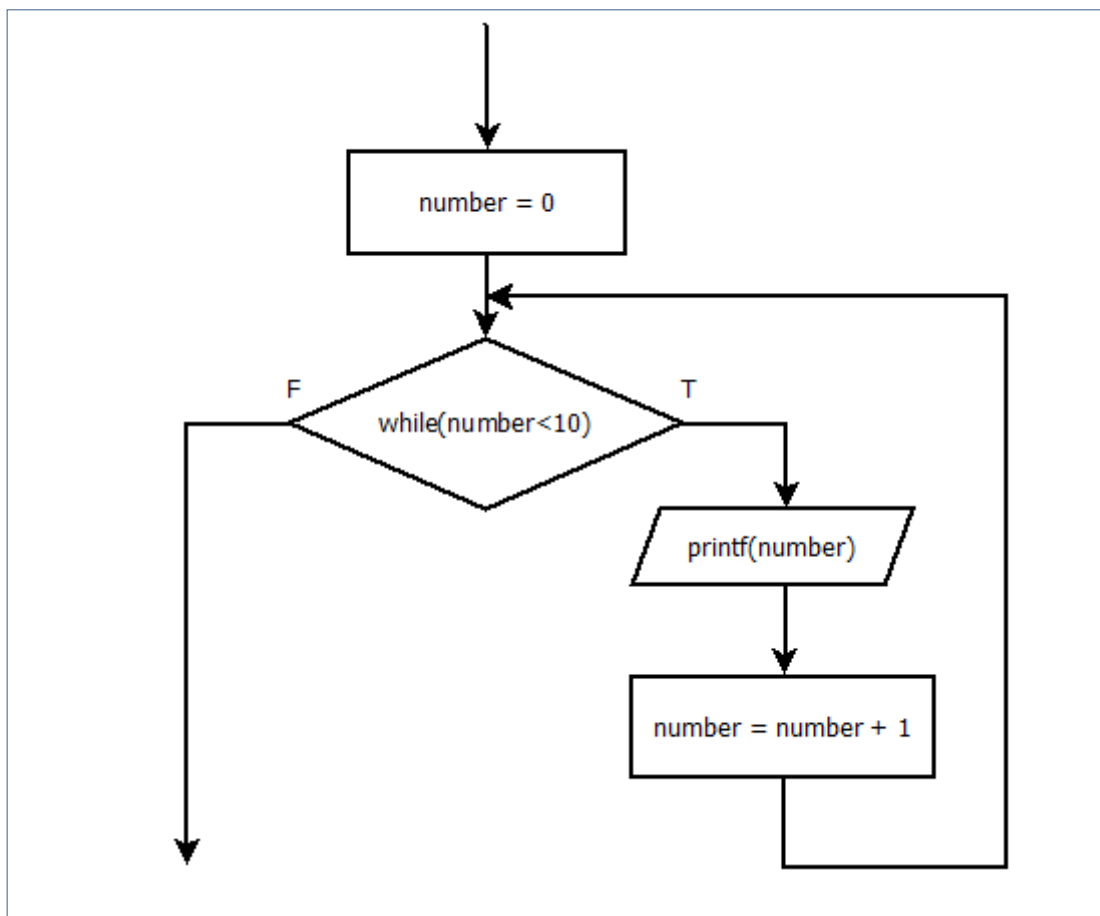 number = 0
F
T
while(number<10)
printf(number)
number = number + 1